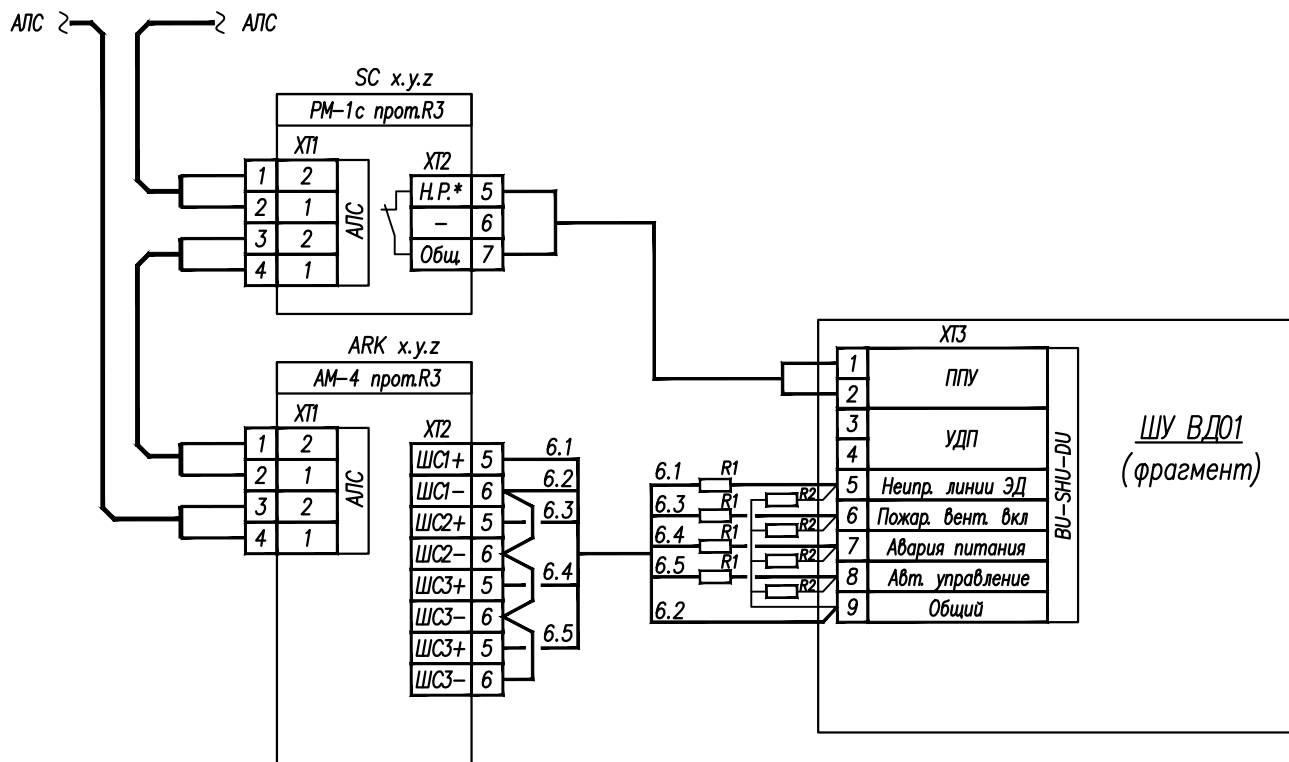 АЛС
АЛС
SC x.y.z
РМ-1с прот.R3
XT1
XT2
1 2
2 1
3 2
4 1
АЛС
Н.Р.* 5
- 6
Общ. 7
ARK x.y.z
АМ-4 прот.R3
XT1
XT2
1 2
2 1
3 2
4 1
АЛС
ШС1+ 5
ШС1- 6
ШС2+ 5
ШС2- 6
ШС3+ 5
ШС3- 6
ШС3+ 5
ШС3- 6
6.1
6.2
6.3
6.4
6.5
6.1 R1
6.3 R1
6.4 R1
6.5 R1
6.2
R2
R2
R2
R2
XT3
1 ППУ
2
3 УДП
4
5 Неипр. линии ЭД
6 Пожар. вент. вкл
7 Авария питания
8 Авт. управление
9 Общий
BU-SHU-DU
ШУ ВД01
(фрагмент)